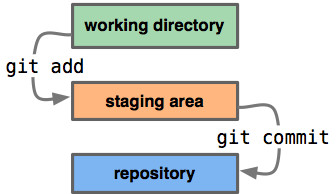 working directory
git add
staging area
git commit
repository